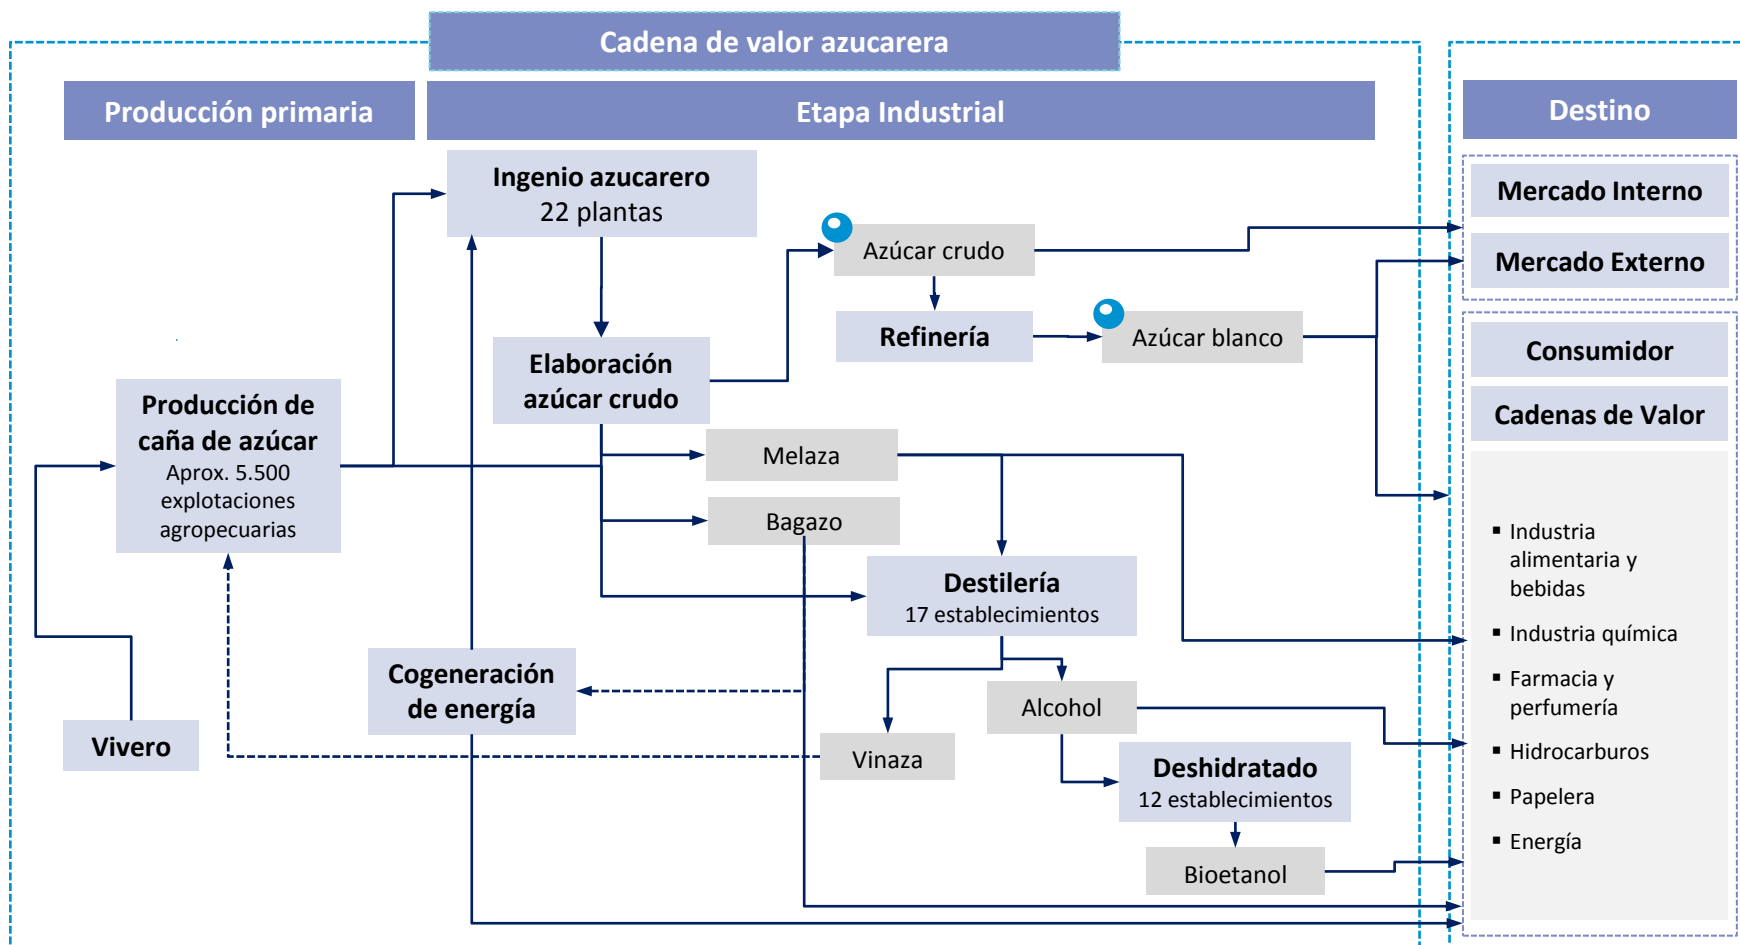 Cadena de valor azucarera
Producción primaria
Etapa Industrial
Destino
Ingenio azucarero
22 plantas
Mercado Interno
Azúcar crudo
Mercado Externo
Refinería
Azúcar blanco
Elaboración
azúcar crudo
Consumidor
Producción de
caña de azúcar
Aprox. 5.500
explotaciones
agropecuarias
Cadenas de Valor
Melaza
Bagazo
▪ Industria
alimentaria y
bebidas
▪ Industria química
▪ Farmacia y
perfumería
▪ Hidrocarburos
▪ Papelera
▪ Energía
Destilería
17 establecimientos
Cogeneración
de energía
Alcohol
Vivero
Vinaza
Deshidratado
12 establecimientos
Bioetanol